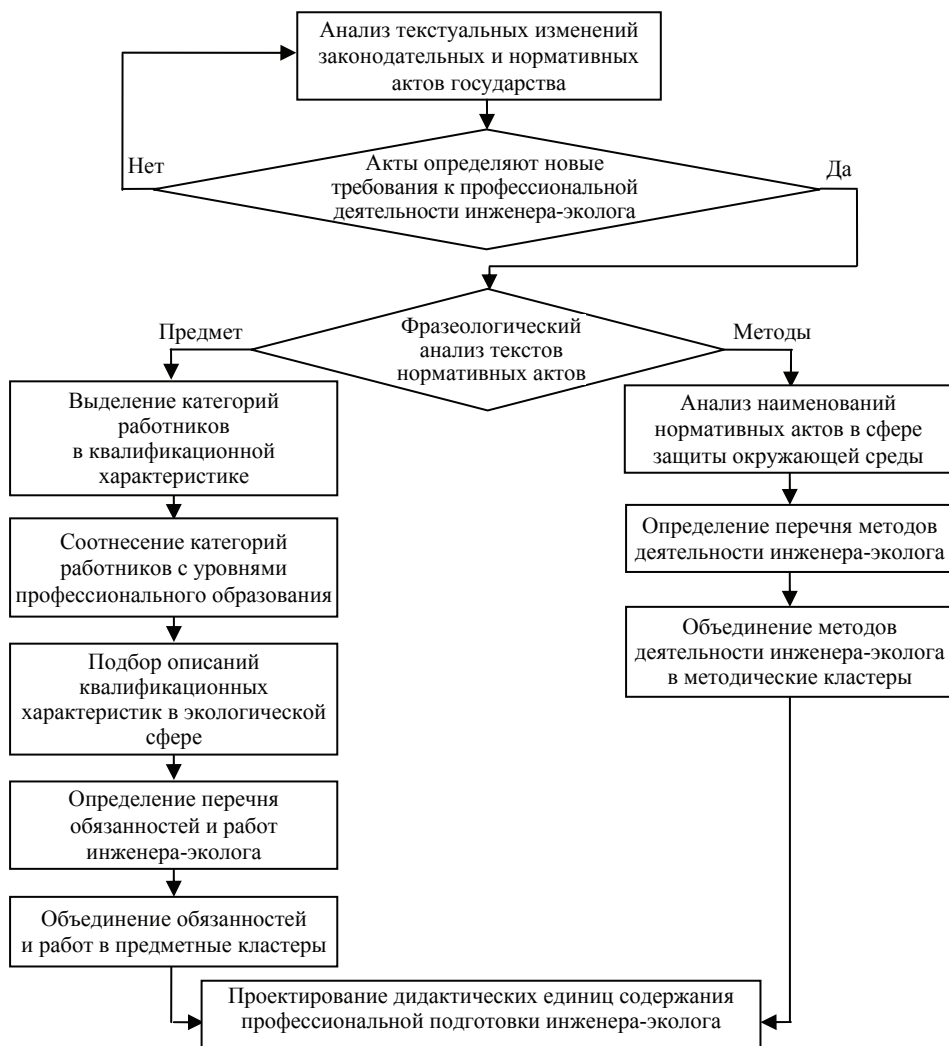 Анализ текстуальных изменений
законодательных и нормативных
актов государства
Нет
Акты определяют новые
требования к профессиональной
деятельности инженера-эколога
Да
Предмет
Фразеологический
анализ текстов
нормативных актов
Методы
Выделение категорий
работников
в квалификационной
характеристике
Соотнесение категорий
работников с уровнями
профессионального образования
Подбор описаний
квалификационных
характеристик в экологической
сфере
Определение перечня
обязанностей и работ
инженера-эколога
Объединение обязанностей
и работ в предметные кластеры
Анализ наименований
нормативных актов в сфере
защиты окружающей среды
Определение перечня методов
деятельности инженера-эколога
Объединение методов
деятельности инженера-эколога
в методические кластеры
Проектирование дидактических единиц содержания
профессиональной подготовки инженера-эколога